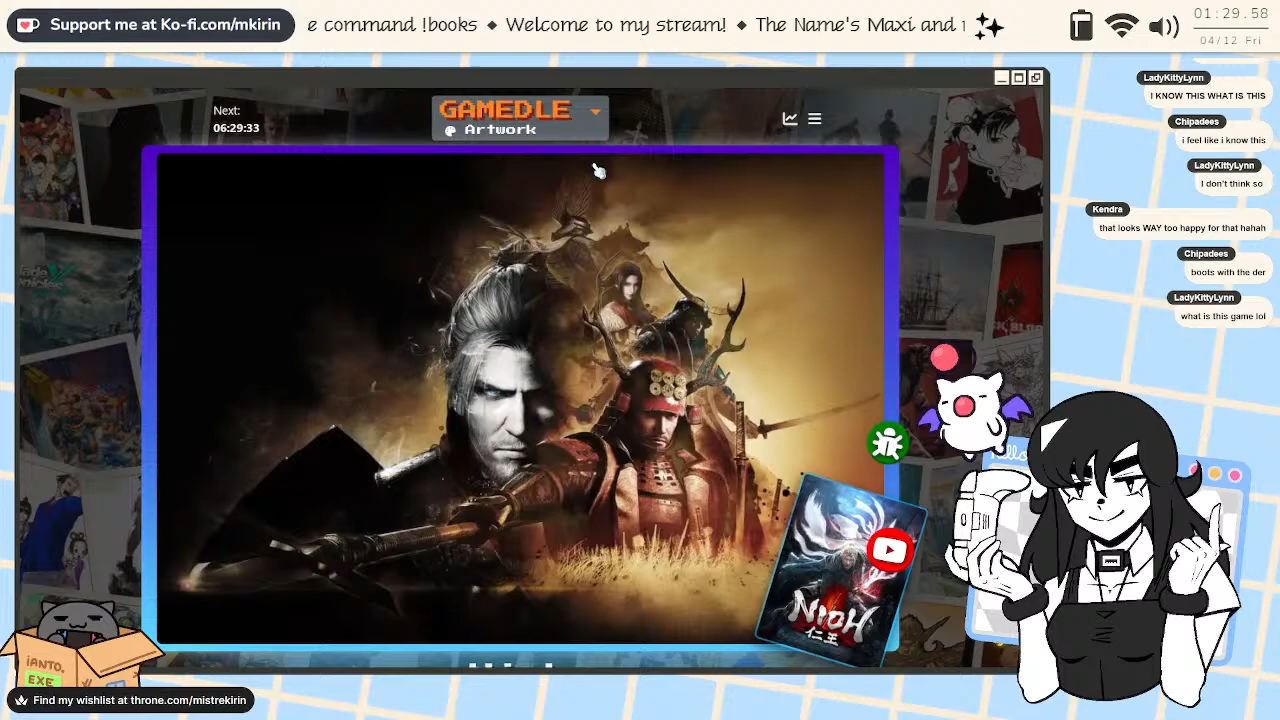 Support me at Ko-fi.com/mkirin
e command !books ◆ Welcome to my stream! ◆ The Name's Maxi and
01:29.58
04/12 Fri
Next:
06:29:33
GAMEDLE
Artwork
LadyKittyLynn
I KNOW THIS WHAT IS THIS
Chipadees
i feel like i know this
LadyKittyLynn
I don't think so
Kendra
that looks WAY too happy for that hahah
Chipadees
boots with the der
LadyKittyLynn
what is this game lol
NIOH
仁王
iANTO.
EXE
Find my wishlist at throne.com/mistrekirin